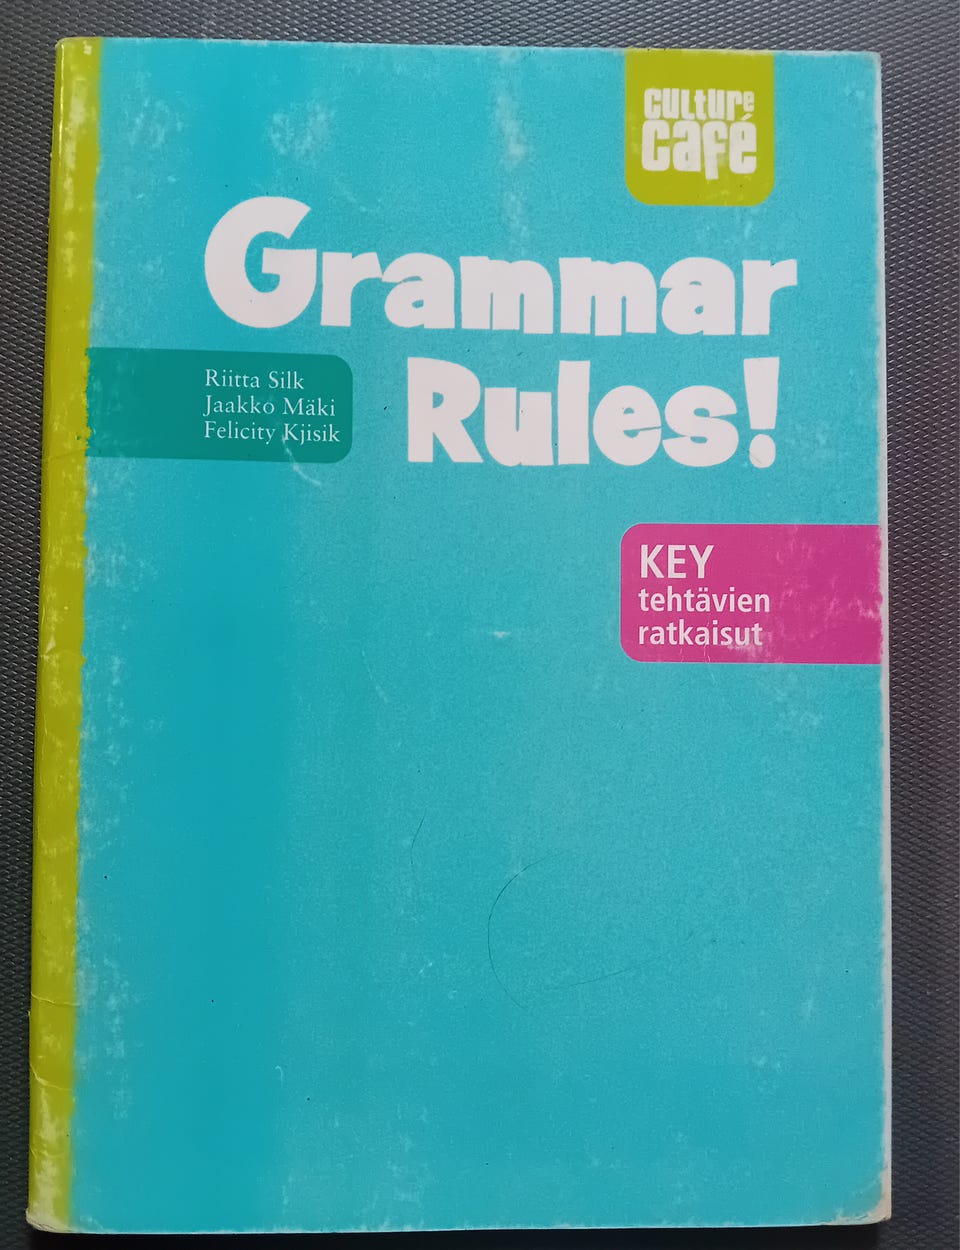 culture
café
Grammar
Rules!
Riitta Silk
Jaakko Mäki
Felicity Kjisik
KEY
tehtävien
ratkaisut